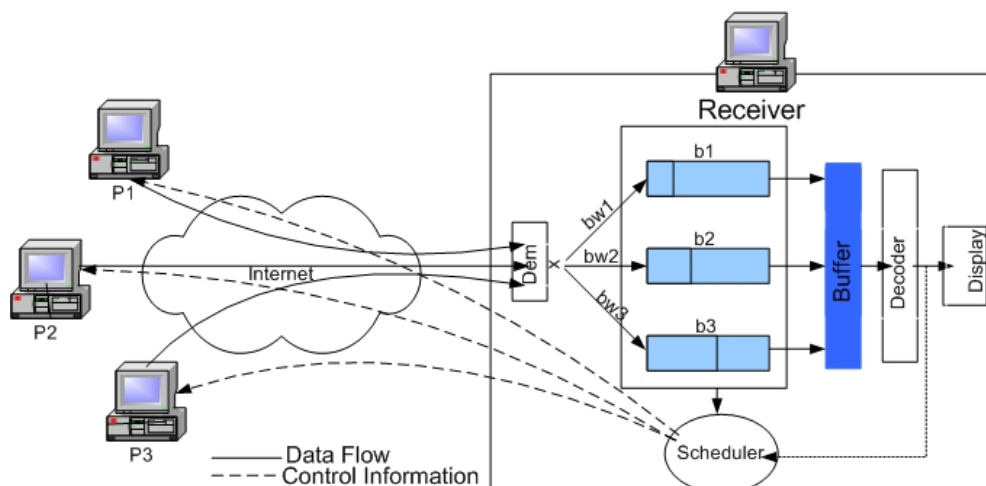 Receiver
P1
b1
bw1
Dem
x
b2
bw2
Internet
P2
bw3
b3
Buffer
Decoder
Display
P3
Scheduler
Data Flow
Control Information